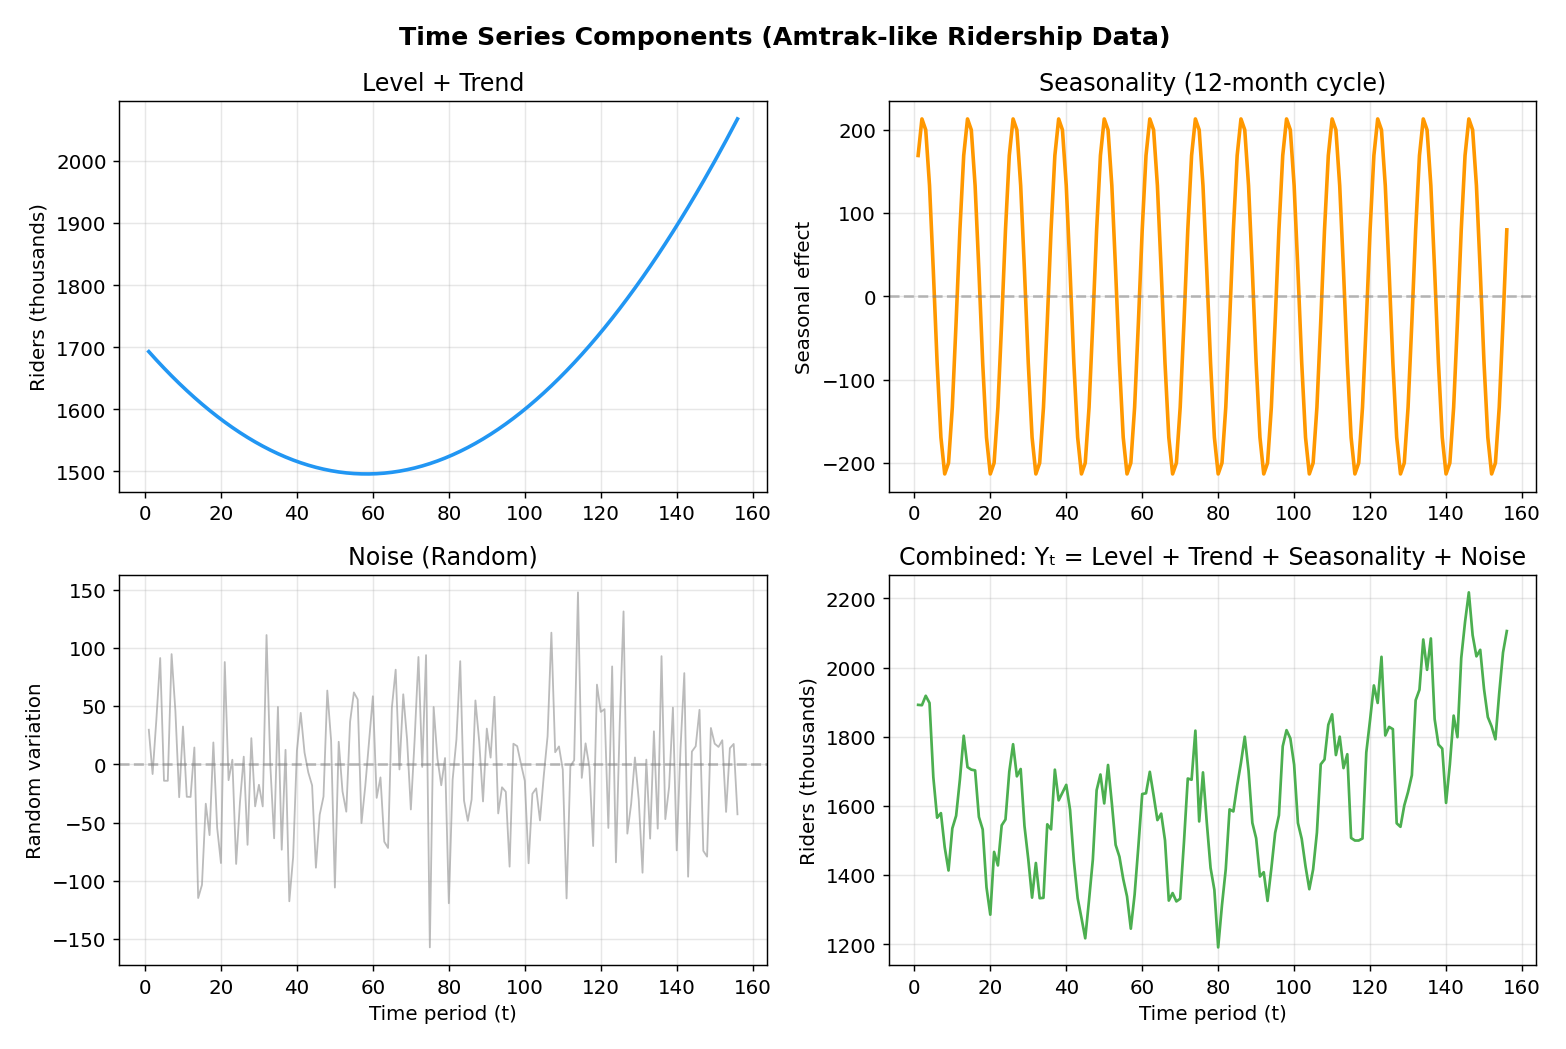 Time Series Components (Amtrak-like Ridership Data)
Level + Trend
Riders (thousands)
2000
1900
1800
1700
1600
1500
0 20 40 60 80 100 120 140 160
Seasonality (12-month cycle)
Seasonal effect
200
100
0
−100
−200
0 20 40 60 80 100 120 140 160
Noise (Random)
Random variation
150
100
50
0
−50
−100
−150
0 20 40 60 80 100 120 140 160
Time period (t)
Combined: Yₜ = Level + Trend + Seasonality + Noise
Riders (thousands)
2200
2000
1800
1600
1400
1200
0 20 40 60 80 100 120 140 160
Time period (t)